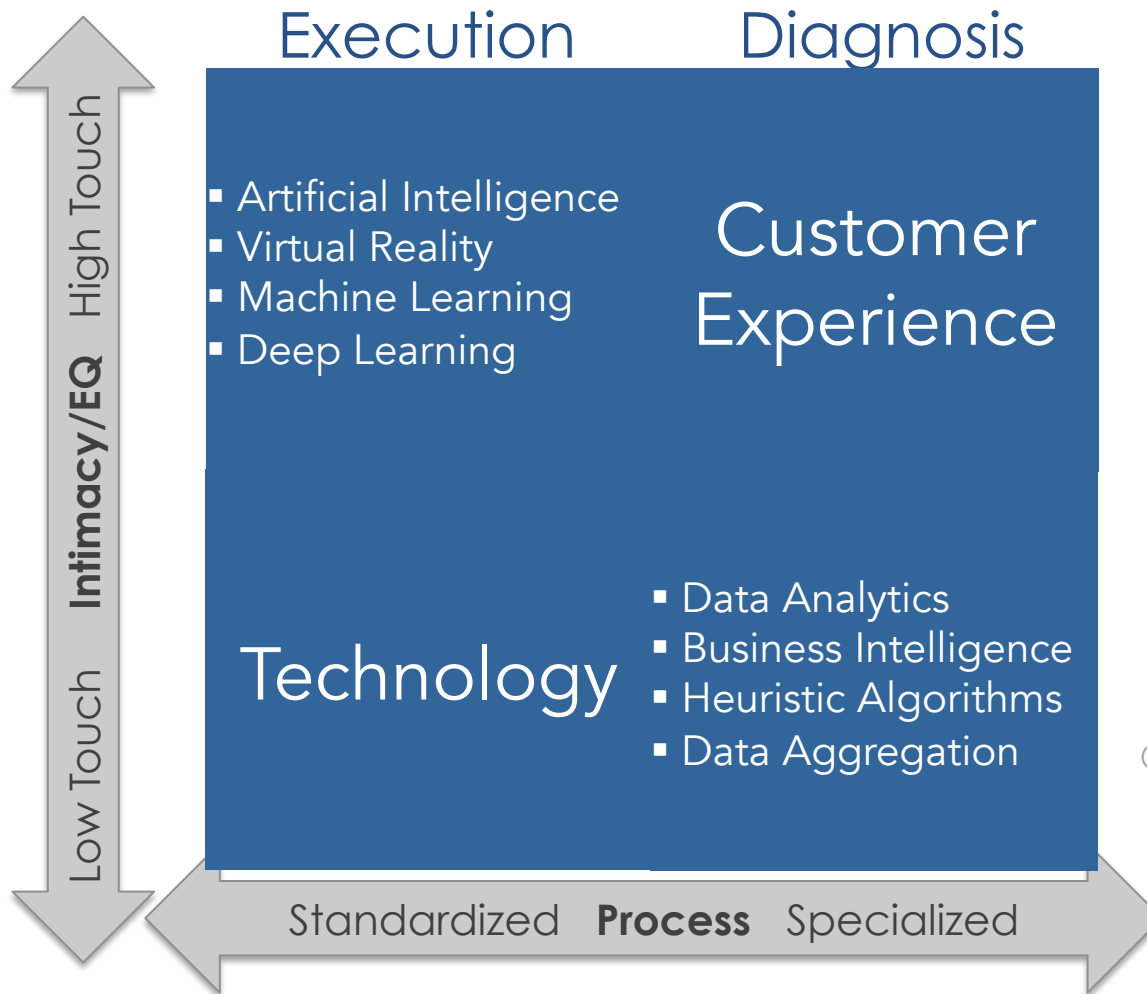 Execution
Diagnosis
High Touch
Intimacy/EQ
Low Touch
▪ Artificial Intelligence
▪ Virtual Reality
▪ Machine Learning
▪ Deep Learning
Customer
Experience
Technology
▪ Data Analytics
▪ Business Intelligence
▪ Heuristic Algorithms
▪ Data Aggregation
Standardized Process Specialized